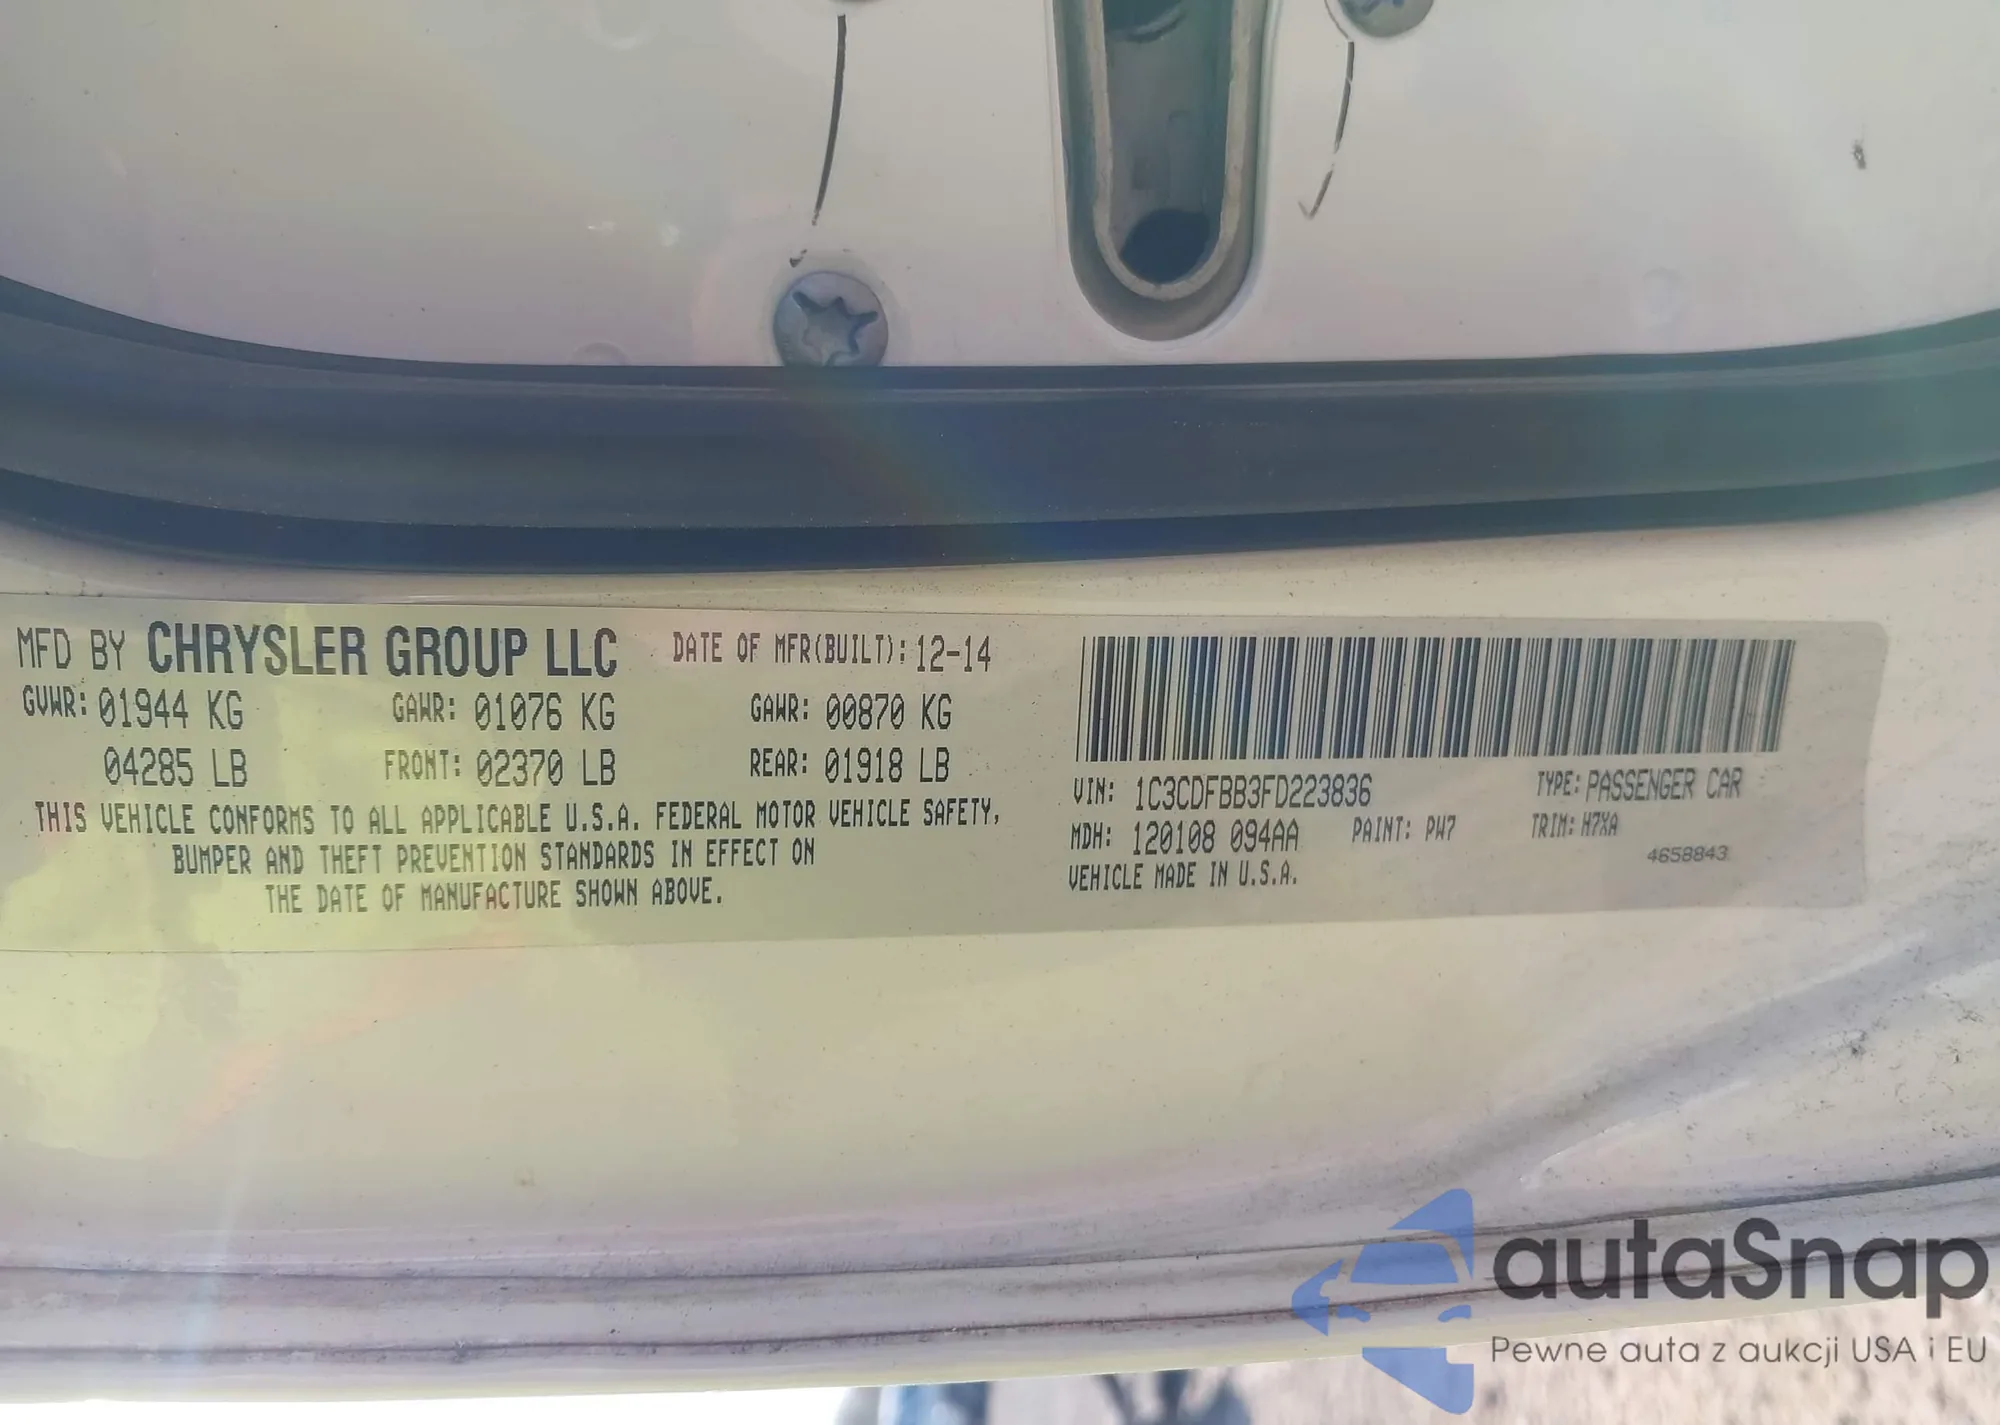 MFD BY CHRYSLER GROUP LLC DATE OF MFR(BUILT): 12-14
GVWR: 01944 KG GAWR: 01076 KG GAWR: 00870 KG
04285 LB FRONT: 02370 LB REAR: 01918 LB
THIS VEHICLE CONFORMS TO ALL APPLICABLE U.S.A. FEDERAL MOTOR VEHICLE SAFETY,
BUMPER AND THEFT PREVENTION STANDARDS IN EFFECT ON
THE DATE OF MANUFACTURE SHOWN ABOVE.
VIN: 1C3CDFBB3FD223836 TYPE: PASSENGER CAR
MDH: 120108 094AA PAINT: PW7 TRIM: H7XA
4658843
VEHICLE MADE IN U.S.A.
autaSnap
Pewne auta z aukcji USA i EU